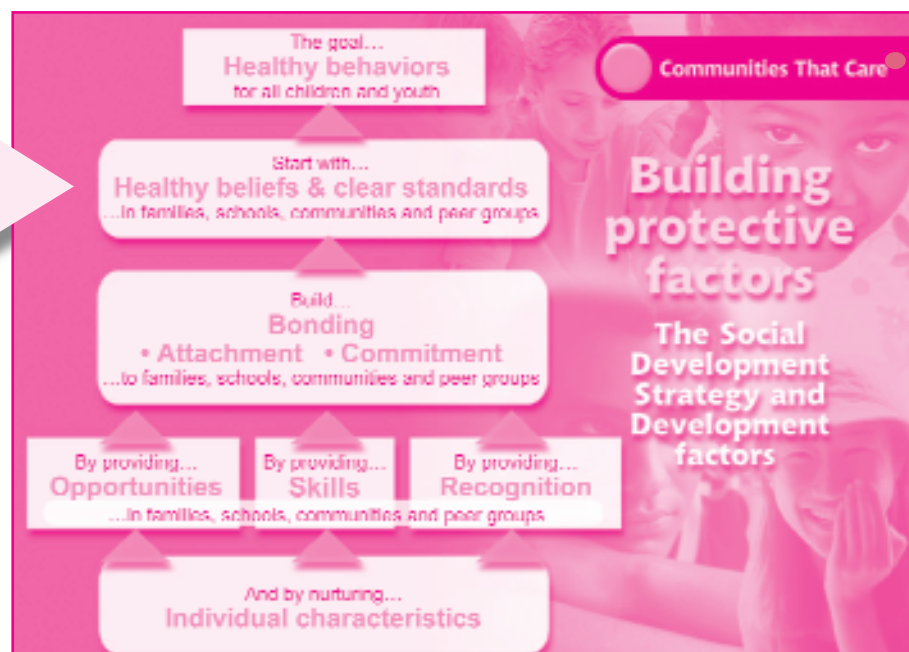 The goal...
Healthy behaviors
for all children and youth
Start with...
Healthy beliefs & clear standards
...in families, schools, communities and peer groups
Build...
Bonding
• Attachment • Commitment
...to families, schools, communities and peer groups
By providing...
Opportunities
By providing...
Skills
By providing...
Recognition
...in families, schools, communities and peer groups
And by nurturing...
Individual characteristics
Communities That Care
Building
protective
factors
The Social
Development
Strategy and
Development
factors